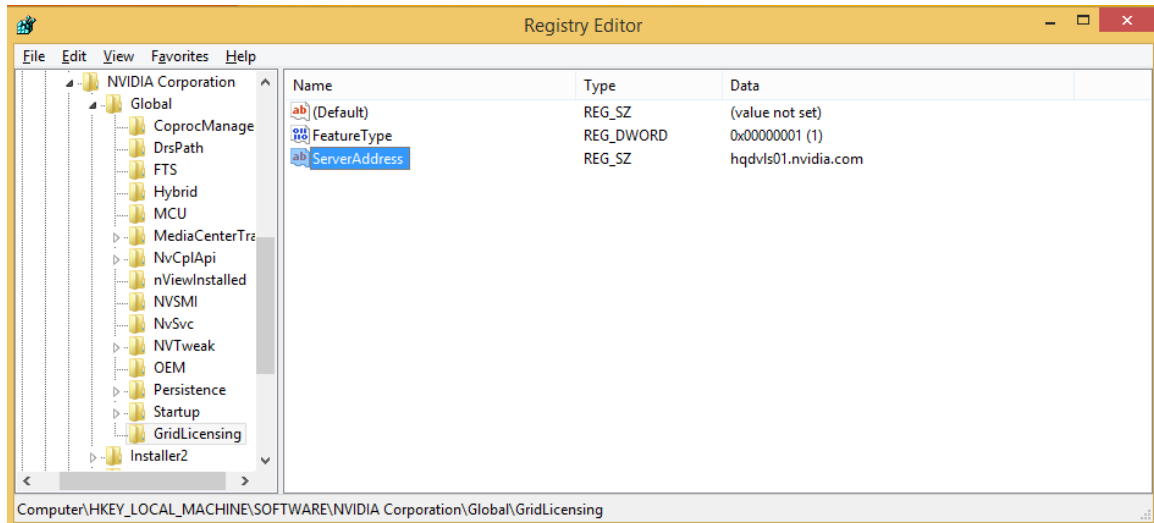 Registry Editor
File Edit View Favorites Help
NVIDIA Corporation
Global
CoprocManage
DrsPath
FTS
Hybrid
MCU
MediaCenterTra
NvCplApi
nViewInstalled
NVSMI
NvSvc
NVTweak
OEM
Persistence
Startup
GridLicensing
Installer2
Name Type Data
(Default) REG_SZ (value not set)
FeatureType REG_DWORD 0x00000001 (1)
ServerAddress REG_SZ hqdvls01.nvidia.com
Computer\HKEY_LOCAL_MACHINE\SOFTWARE\NVIDIA Corporation\Global\GridLicensing